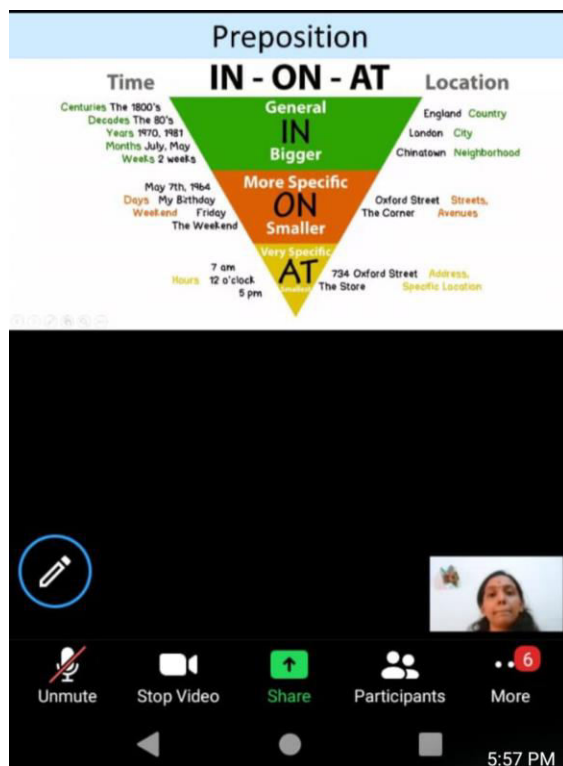 Preposition
Time IN - ON - AT Location
Centuries The 1800's
Decades The 80's
Years 1970, 1981
Months July, May
Weeks 2 weeks
General
IN
Bigger
England Country
London City
Chinatown Neighborhood
May 7th, 1964
Days My Birthday
Weekend Friday
The Weekend
More Specific
ON
Smaller
Oxford Street Streets,
The Corner Avenues
7 am
Hours 12 o'clock
5 pm
Very Specific
AT
Smallest
734 Oxford Street Address,
The Store Specific Location
6
Unmute Stop Video Share Participants More
5:57 PM